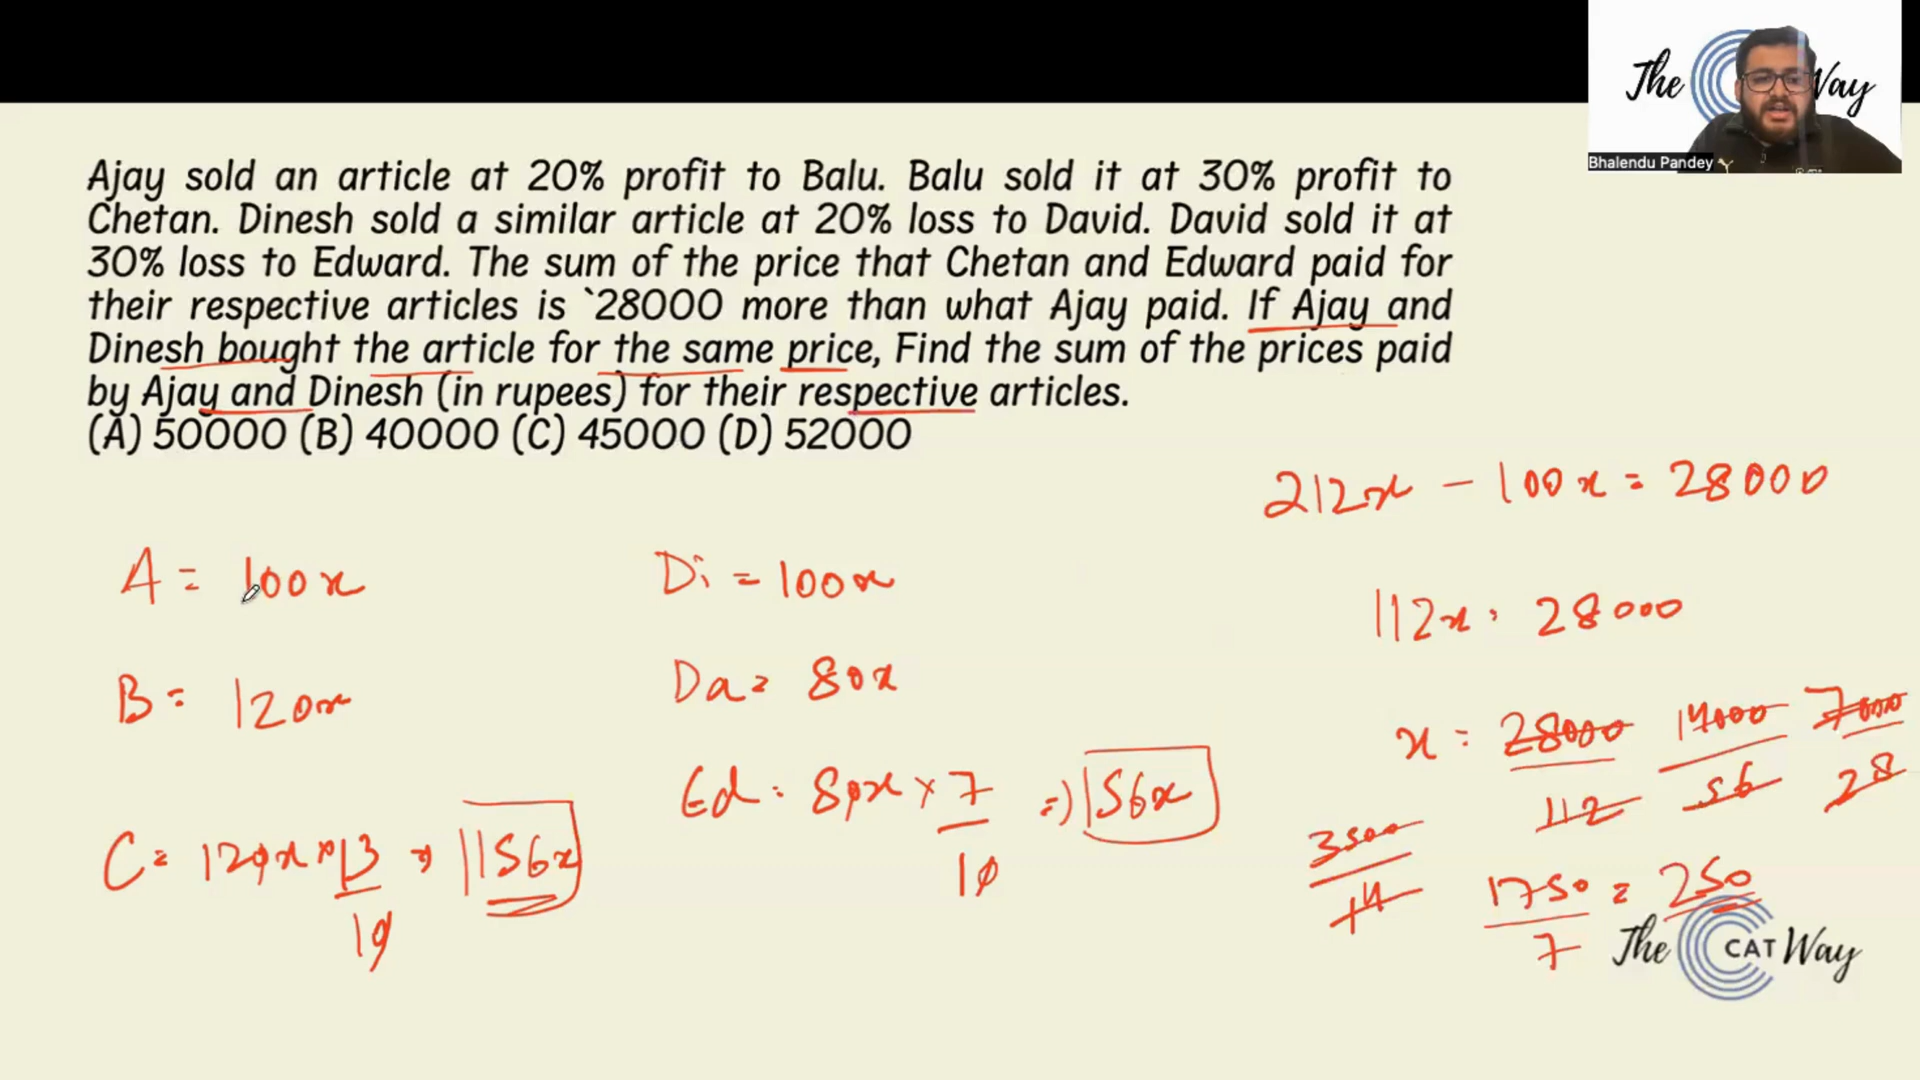 The CAT Way
Bhalendu Pandey
Ajay sold an article at 20% profit to Balu. Balu sold it at 30% profit to
Chetan. Dinesh sold a similar article at 20% loss to David. David sold it at
30% loss to Edward. The sum of the price that Chetan and Edward paid for
their respective articles is `28000 more than what Ajay paid. If Ajay and
Dinesh bought the article for the same price, Find the sum of the prices paid
by Ajay and Dinesh (in rupees) for their respective articles.
(A) 50000 (B) 40000 (C) 45000 (D) 52000
212x - 100x = 28000
A = 100x
Di = 100x
112x = 28000
B = 120x
Da = 80x
x = 28000/112 14000/56 7000/28
Ed = 80x × 7/10 ⇒ 56x
3500/14 1750/7 = 250
C = 120x × 13/10 ⇒ 156x
The CAT Way